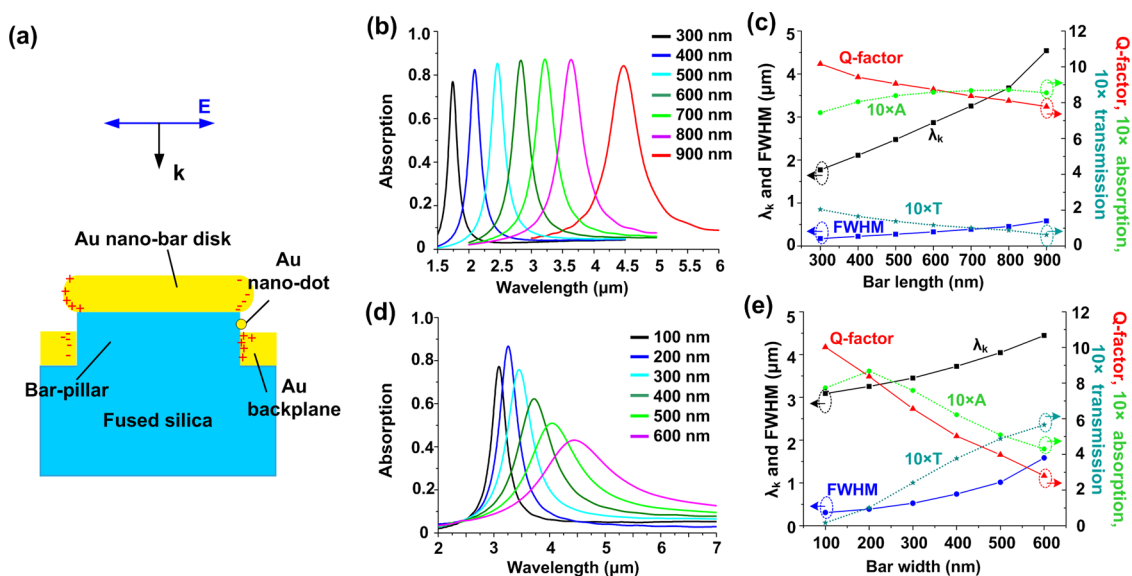 (a)
E
k
Au nano-bar disk
Au
nano-dot
Bar-pillar
Au
backplane
Fused silica
(b)
Absorption
1
0.8
0.6
0.4
0.2
0
1.5 2 2.5 3 3.5 4 4.5 5 5.5 6
Wavelength (μm)
300 nm
400 nm
500 nm
600 nm
700 nm
800 nm
900 nm
(c)
λk and FWHM (μm)
5
4
3
2
1
0
300 400 500 600 700 800 900
Bar length (nm)
Q-factor
10×A
λk
10×T
FWHM
12
10
8
6
4
2
0
Q-factor, 10× absorption,
10× transmission
(d)
Absorption
1
0.8
0.6
0.4
0.2
0
2 3 4 5 6 7
Wavelength (μm)
100 nm
200 nm
300 nm
400 nm
500 nm
600 nm
(e)
λk and FWHM (μm)
5
4
3
2
1
0
100 200 300 400 500 600
Bar width (nm)
Q-factor
λk
10×A
10×T
FWHM
12
10
8
6
4
2
0
Q-factor, 10× absorption,
10× transmission